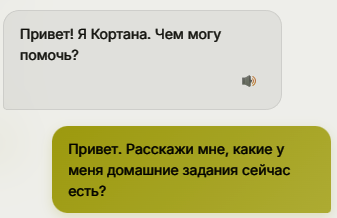 Привет! Я Кортана. Чем могу
помочь?
Привет. Расскажи мне, какие у
меня домашние задания сейчас
есть?